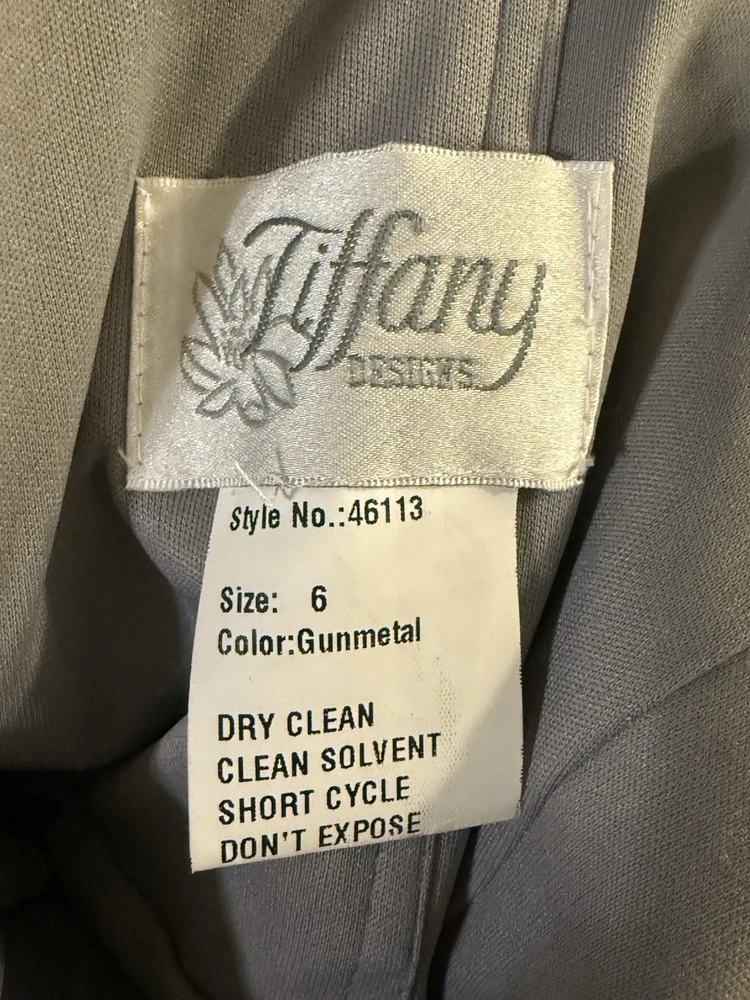 Tiffany
DESIGNS
Style No.:46113
Size: 6
Color:Gunmetal
DRY CLEAN
CLEAN SOLVENT
SHORT CYCLE
DON'T EXPOSE